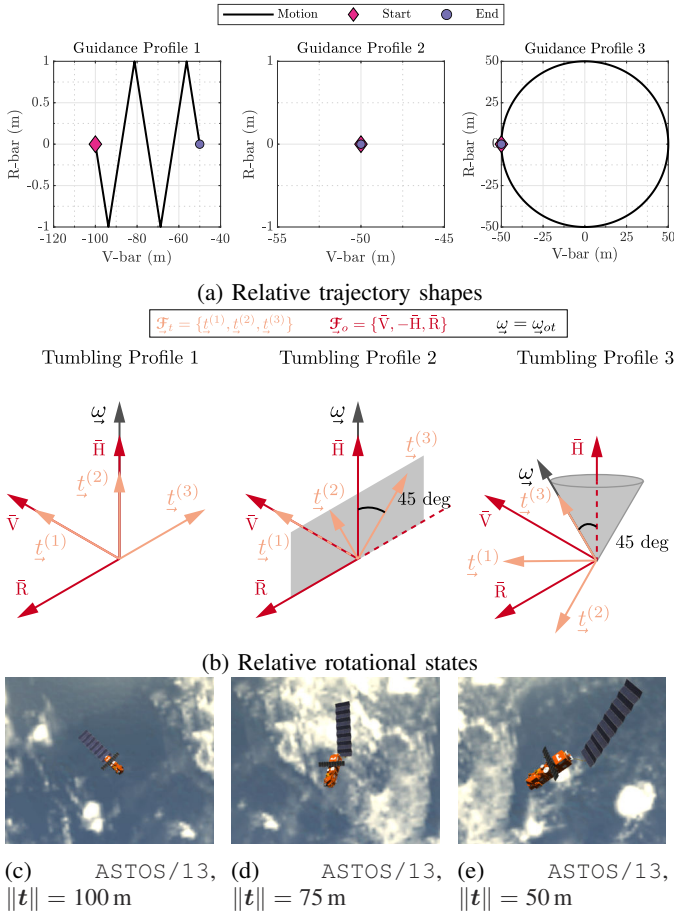 Motion Start End
Guidance Profile 1
Guidance Profile 2
Guidance Profile 3
R-bar (m)
1
0.5
0
-0.5
-1
-120 -100 -80 -60 -40
V-bar (m)
R-bar (m)
1
0
-1
-55 -50 -45
V-bar (m)
R-bar (m)
50
25
0
-25
-50
-50 -25 0 25 50
V-bar (m)
(a) Relative trajectory shapes
𝓕_t = {t^(1), t^(2), t^(3)} 𝓕_o = {V̄, −H̄, R̄} ω = ω_ot
Tumbling Profile 1
Tumbling Profile 2
Tumbling Profile 3
ω
H̄
t^(2)
t^(3)
V̄
t^(1)
R̄
ω
H̄
t^(3)
t^(2)
45 deg
V̄
t^(1)
R̄
H̄
ω
t^(3)
V̄
45 deg
t^(1)
R̄
t^(2)
(b) Relative rotational states
(c) ASTOS/13,
‖t‖ = 100 m
(d) ASTOS/13,
‖t‖ = 75 m
(e) ASTOS/13,
‖t‖ = 50 m